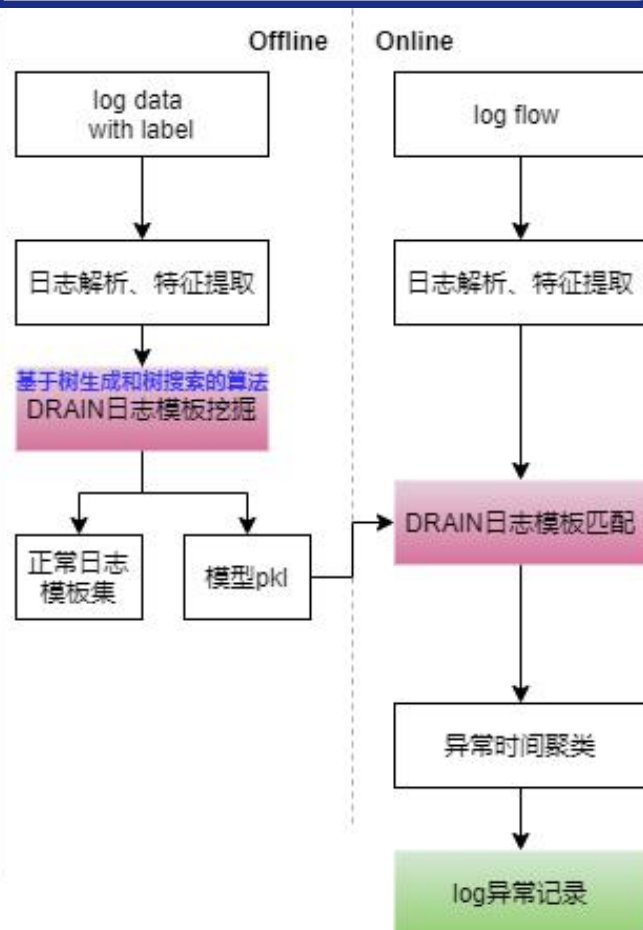 Offline
Online
log data
with label
log flow
日志解析、特征提取
日志解析、特征提取
基于树生成和树搜索的算法
DRAIN日志模板挖掘
正常日志
模板集
模型pkl
DRAIN日志模板匹配
异常时间聚类
log异常记录